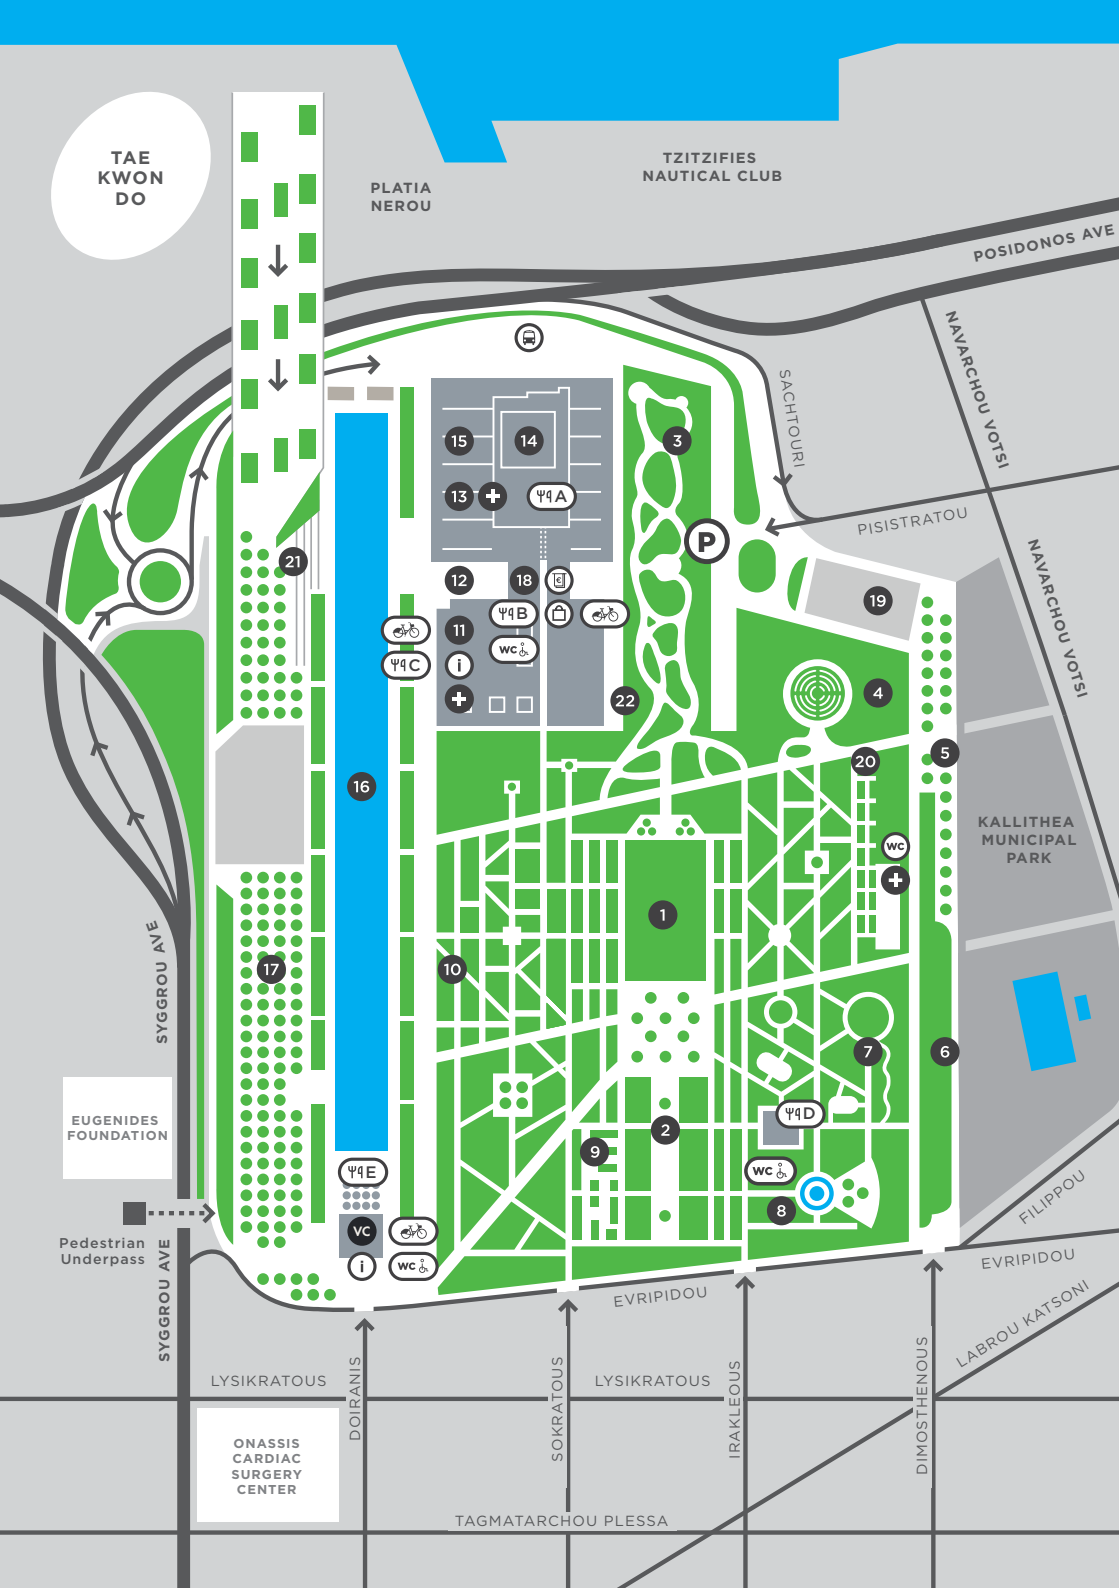 TAE
KWON
DO
PLATIA
NEROU
TZITZIFIES
NAUTICAL CLUB
POSIDONOS AVE
NAVARCHOU VOTSI
SACHTOURI
PISISTRATOU
NAVARCHOU VOTSI
3
15
14
13
A
P
21
12
18
€
19
B
C
11
WC
i
22
4
5
20
16
KALLITHEA
MUNICIPAL
PARK
WC
1
SYGGROU AVE
17
10
7
6
EUGENIDES
FOUNDATION
D
2
9
E
WC
8
VC
i
WC
Pedestrian
Underpass
SYGGROU AVE
FILIPPOU
EVRIPIDOU
EVRIPIDOU
LABROU KATSONI
LYSIKRATOUS
LYSIKRATOUS
DOIRANIS
SOKRATOUS
IRAKLEOUS
DIMOSTHENOUS
ONASSIS
CARDIAC
SURGERY
CENTER
TAGMATARCHOU PLESSA